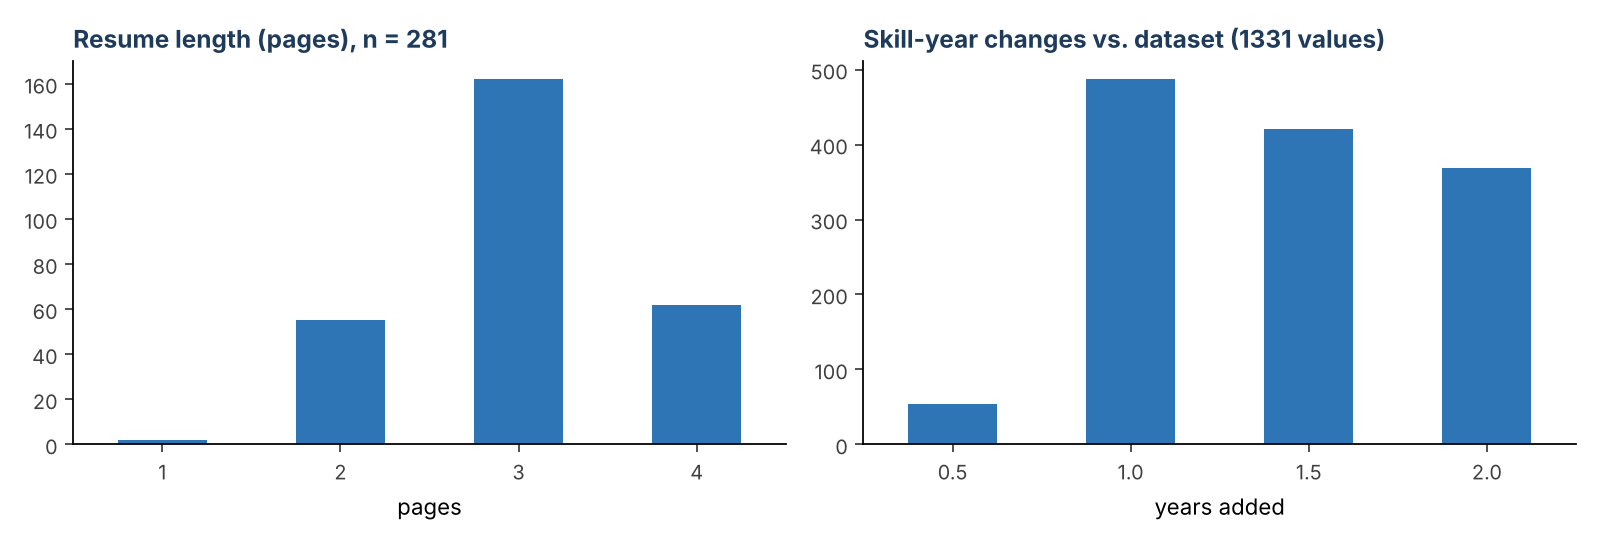 Resume length (pages), n = 281
160
140
120
100
80
60
40
20
0
1 2 3 4
pages
Skill-year changes vs. dataset (1331 values)
500
400
300
200
100
0
0.5 1.0 1.5 2.0
years added